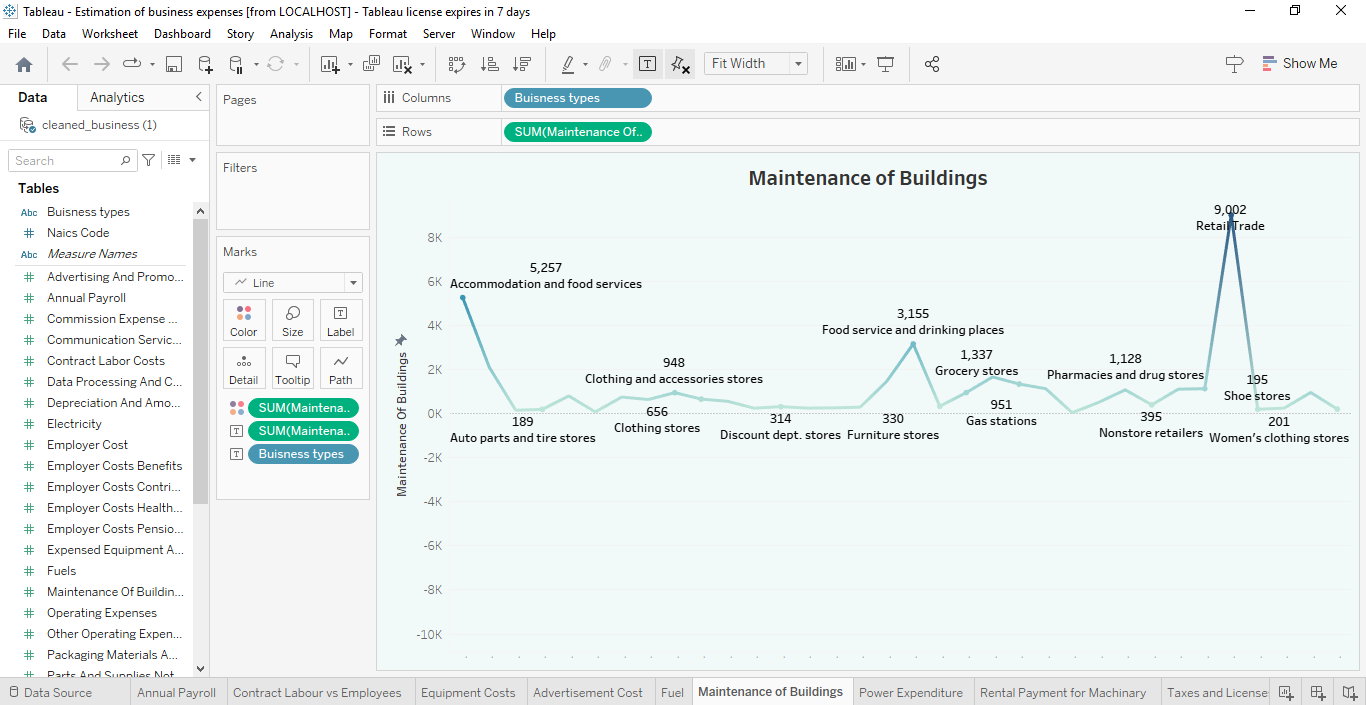 Tableau - Estimation of business expenses [from LOCALHOST] - Tableau license expires in 7 days
File Data Worksheet Dashboard Story Analysis Map Format Server Window Help
Fit Width
Show Me
Data Analytics
cleaned_business (1)
Search
Tables
Abc Buisness types
# Naics Code
Abc Measure Names
# Advertising And Promo...
# Annual Payroll
# Commission Expense ...
# Communication Servic...
# Contract Labor Costs
# Data Processing And C...
# Depreciation And Amo...
# Electricity
# Employer Cost
# Employer Costs Benefits
# Employer Costs Contri...
# Employer Costs Health...
# Employer Costs Pensio...
# Expensed Equipment A...
# Fuels
# Maintenance Of Buildin...
# Operating Expenses
# Other Operating Expen...
# Packaging Materials A...
# Parts And Supplies Not
Pages
Filters
Marks
Line
Color Size Label
Detail Tooltip Path
SUM(Maintena..
T SUM(Maintena..
T Buisness types
Columns Buisness types
Rows SUM(Maintenance Of..
Maintenance of Buildings
Maintenance Of Buildings
8K
6K
4K
2K
0K
-2K
-4K
-6K
-8K
-10K
5,257
Accommodation and food services
189
Auto parts and tire stores
948
Clothing and accessories stores
656
Clothing stores
314
Discount dept. stores
3,155
Food service and drinking places
330
Furniture stores
1,337
Grocery stores
951
Gas stations
1,128
Pharmacies and drug stores
395
Nonstore retailers
9,002
Retail Trade
195
Shoe stores
201
Women's clothing stores
Data Source Annual Payroll Contract Labour vs Employees Equipment Costs Advertisement Cost Fuel Maintenance of Buildings Power Expenditure Rental Payment for Machinary Taxes and License